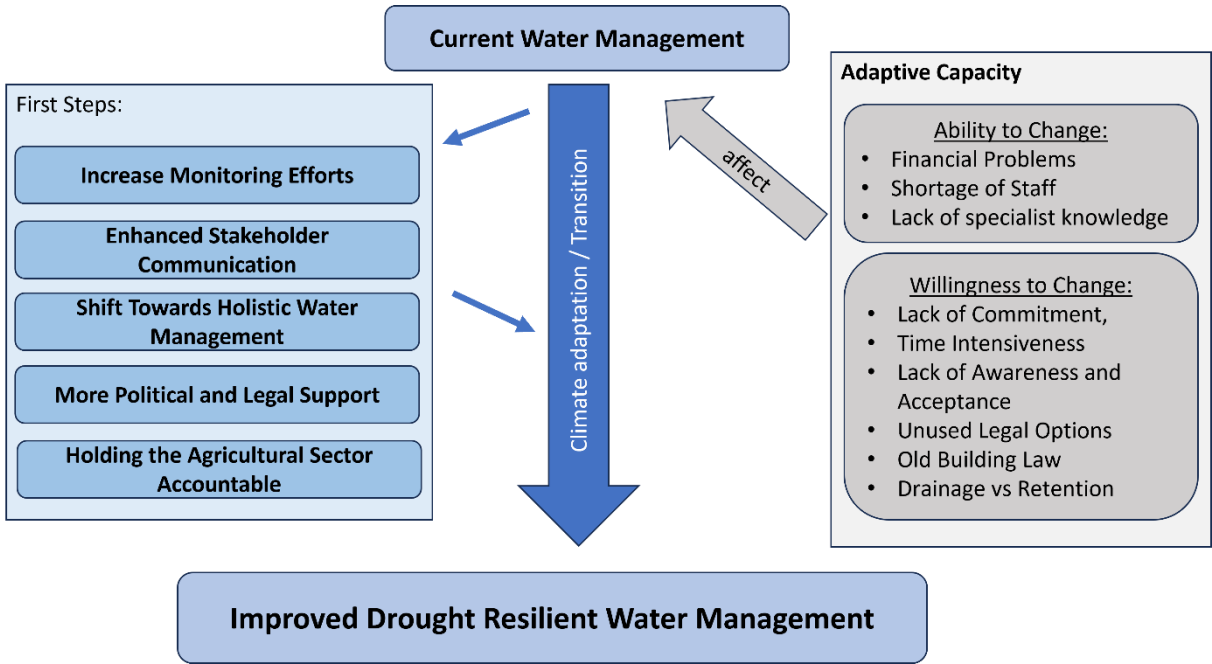 Current Water Management
First Steps:
Increase Monitoring Efforts
Enhanced Stakeholder
Communication
Shift Towards Holistic Water
Management
More Political and Legal Support
Holding the Agricultural Sector
Accountable
Climate adaptation / Transition
affect
Adaptive Capacity
Ability to Change:
• Financial Problems
• Shortage of Staff
• Lack of specialist knowledge
Willingness to Change:
• Lack of Commitment,
• Time Intensiveness
• Lack of Awareness and
Acceptance
• Unused Legal Options
• Old Building Law
• Drainage vs Retention
Improved Drought Resilient Water Management